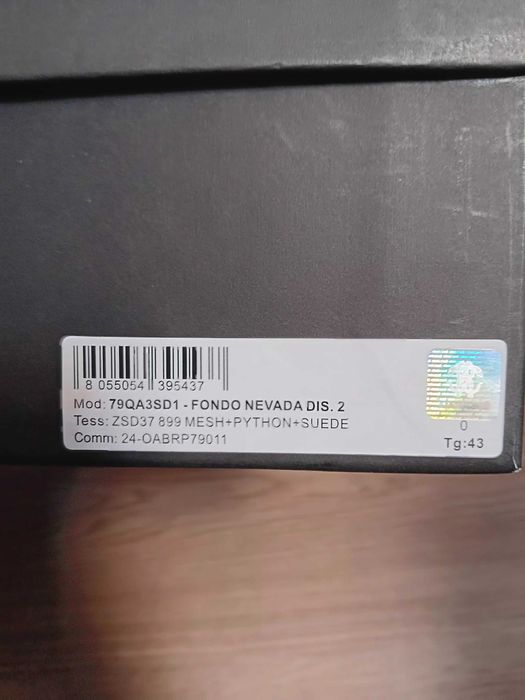 8 055054 395437
Mod: 79QA3SD1 - FONDO NEVADA DIS. 2
Tess: ZSD37 899 MESH+PYTHON+SUEDE
Comm: 24-OABRP79011
0
Tg:43